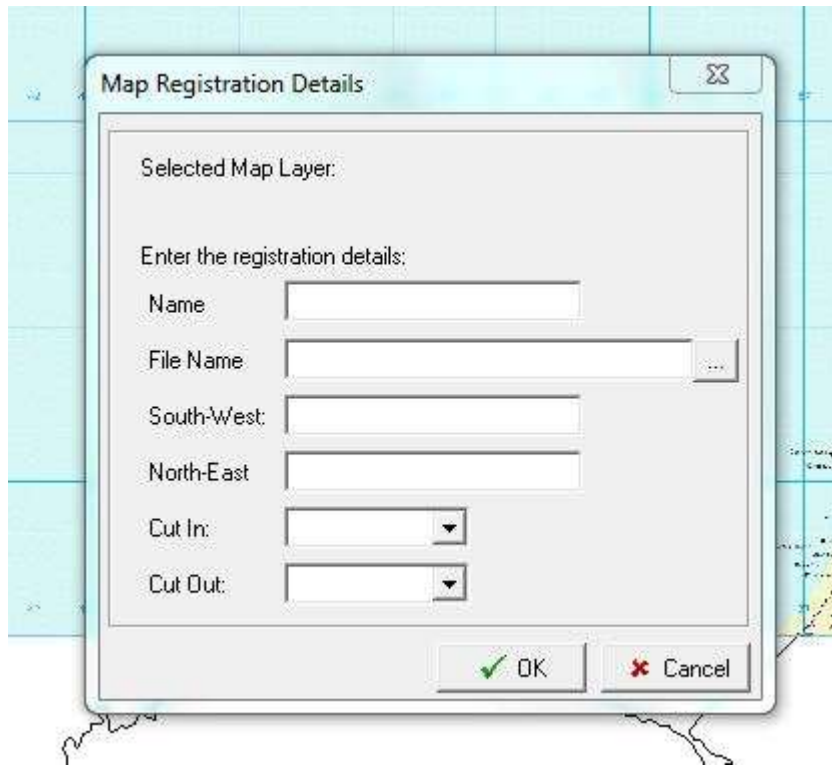 Map Registration Details
Selected Map Layer:
Enter the registration details:
Name
File Name
...
South-West:
North-East
Cut In:
Cut Out:
OK
Cancel